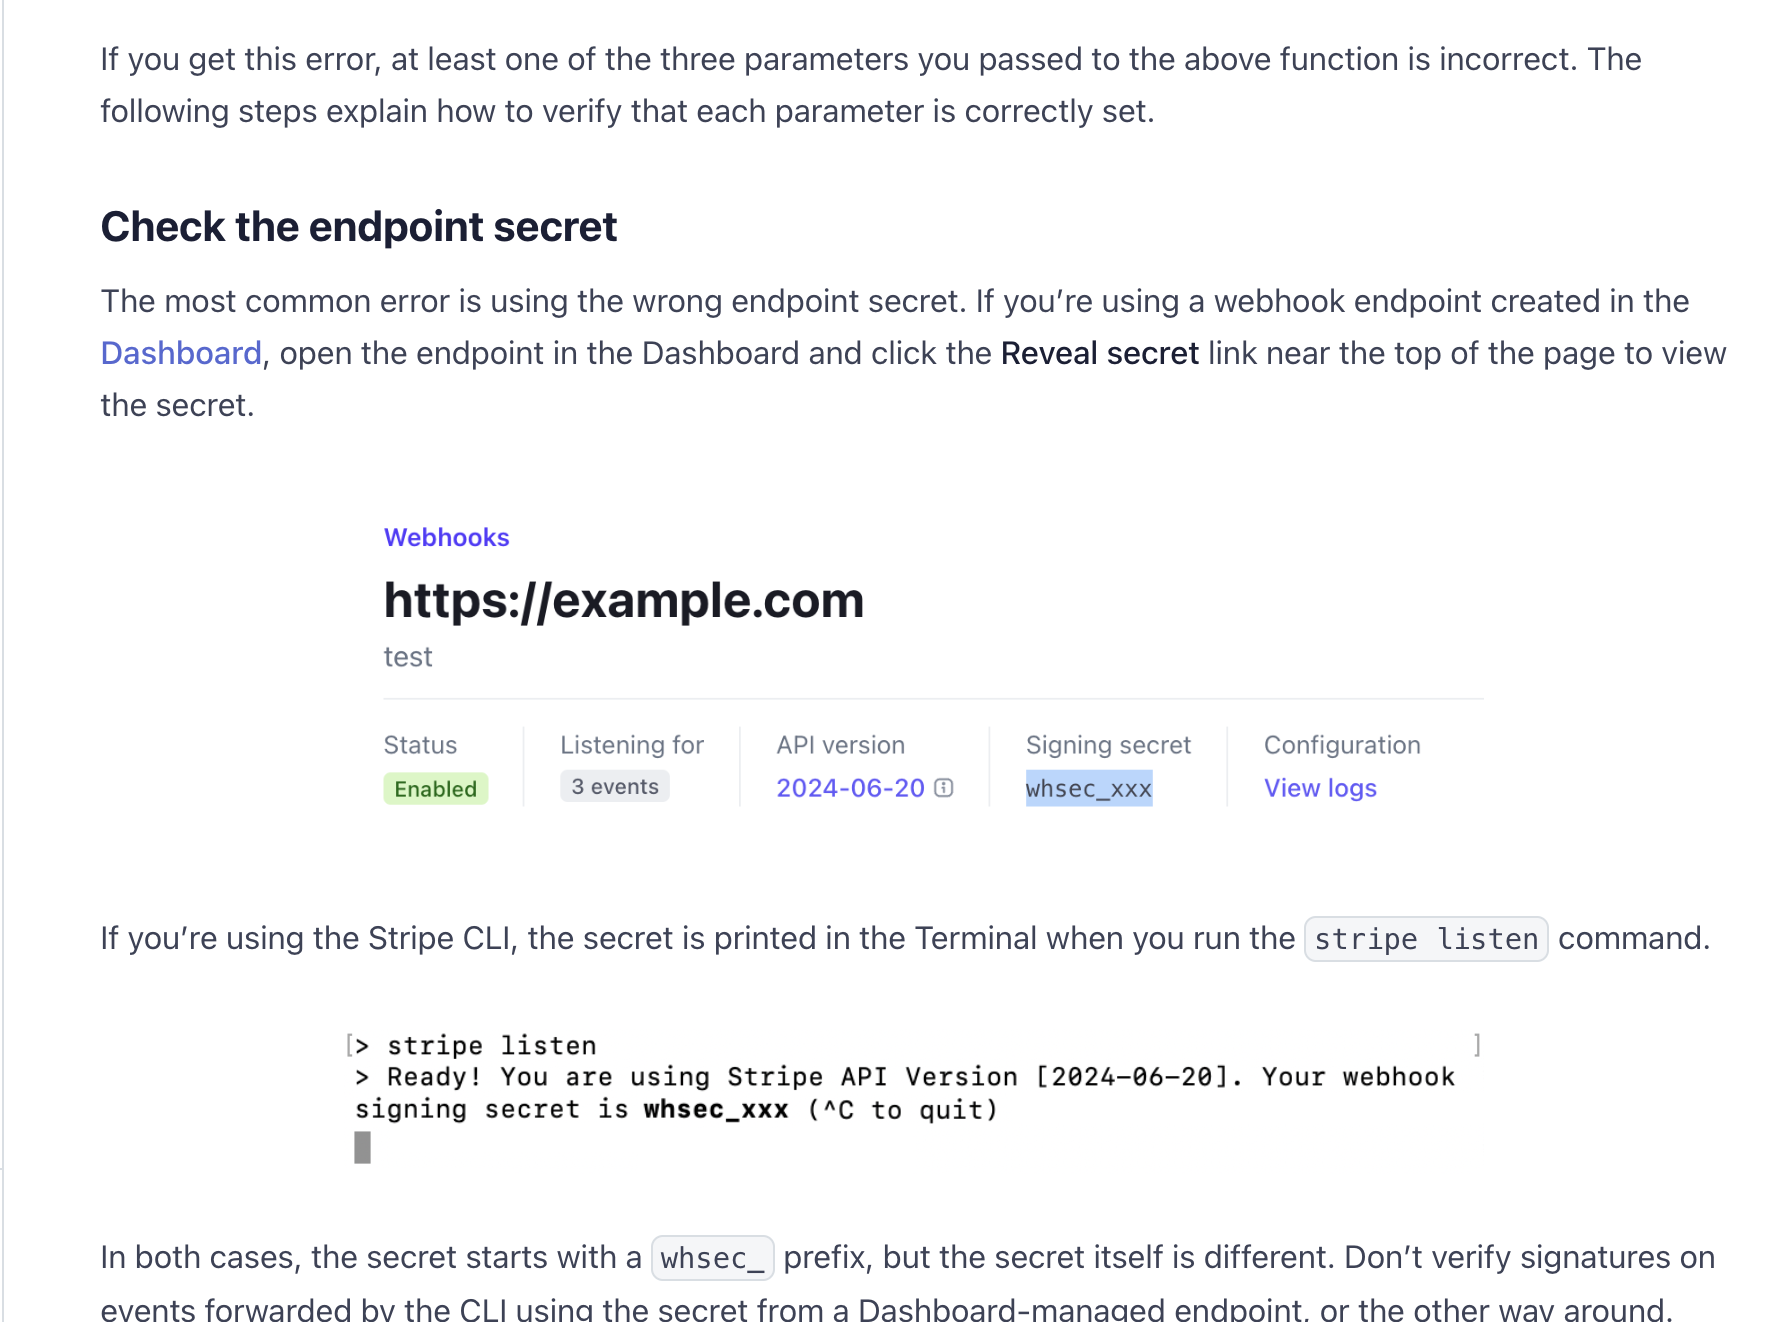 If you get this error, at least one of the three parameters you passed to the above function is incorrect. The
following steps explain how to verify that each parameter is correctly set.
Check the endpoint secret
The most common error is using the wrong endpoint secret. If you’re using a webhook endpoint created in the
Dashboard, open the endpoint in the Dashboard and click the Reveal secret link near the top of the page to view
the secret.
Webhooks
https://example.com
test
Status Listening for API version Signing secret Configuration
Enabled 3 events 2024-06-20 whsec_xxx View logs
If you’re using the Stripe CLI, the secret is printed in the Terminal when you run the stripe listen command.
[> stripe listen ]
> Ready! You are using Stripe API Version [2024-06-20]. Your webhook
signing secret is whsec_xxx (^C to quit)
In both cases, the secret starts with a whsec_ prefix, but the secret itself is different. Don’t verify signatures on
events forwarded by the CLI using the secret from a Dashboard-managed endpoint, or the other way around.